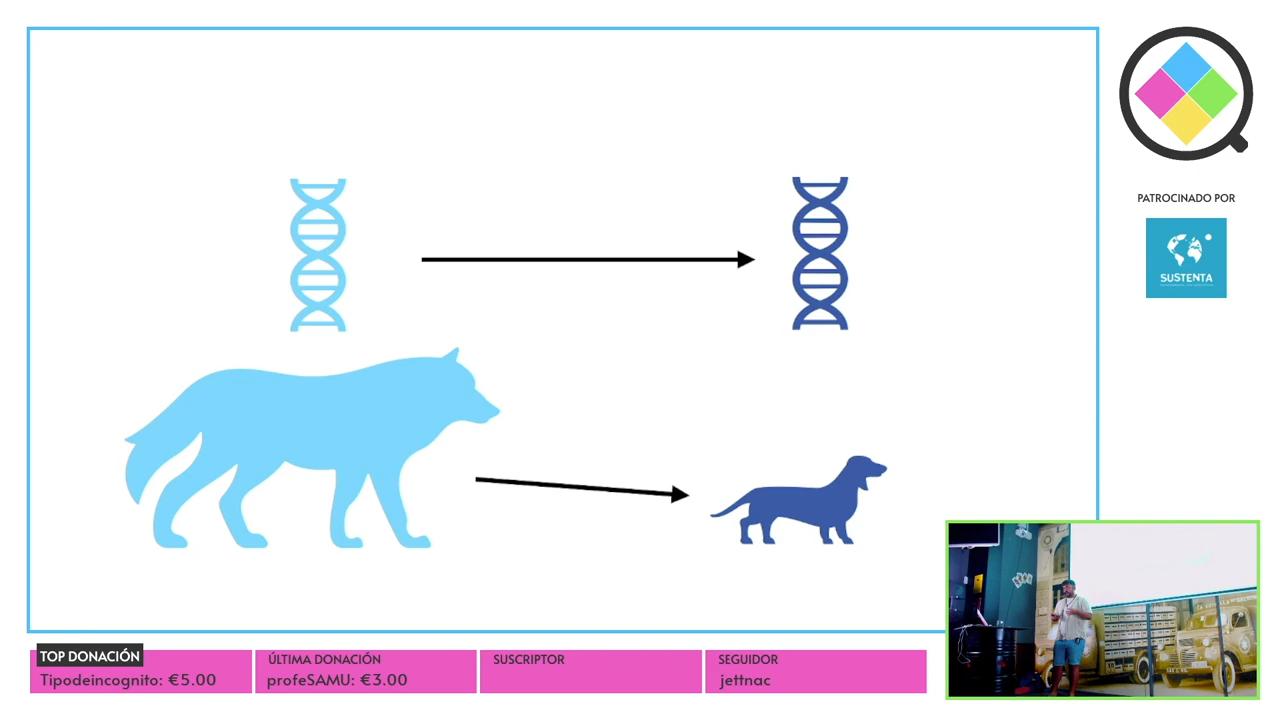 PATROCINADO POR
SUSTENTA
TOP DONACIÓN
Tipodeincognito: €5.00
ÚLTIMA DONACIÓN
profeSAMU: €3.00
SUSCRIPTOR
SEGUIDOR
jettnac